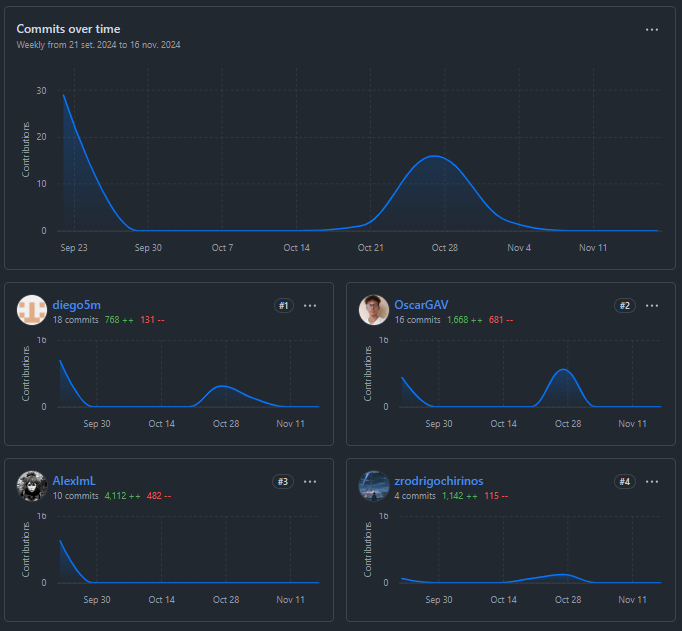 Commits over time
Weekly from 21 set. 2024 to 16 nov. 2024
Contributions
30
20
10
0
Sep 23 Sep 30 Oct 7 Oct 14 Oct 21 Oct 28 Nov 4 Nov 11
diego5m #1
18 commits 768 ++ 131 --
Contributions
16
0
Sep 30 Oct 14 Oct 28 Nov 11
OscarGAV #2
16 commits 1,668 ++ 681 --
Contributions
16
0
Sep 30 Oct 14 Oct 28 Nov 11
AlexImL #3
10 commits 4,112 ++ 482 --
Contributions
16
0
Sep 30 Oct 14 Oct 28 Nov 11
zrodrigochirinos #4
4 commits 1,142 ++ 115 --
Contributions
16
0
Sep 30 Oct 14 Oct 28 Nov 11